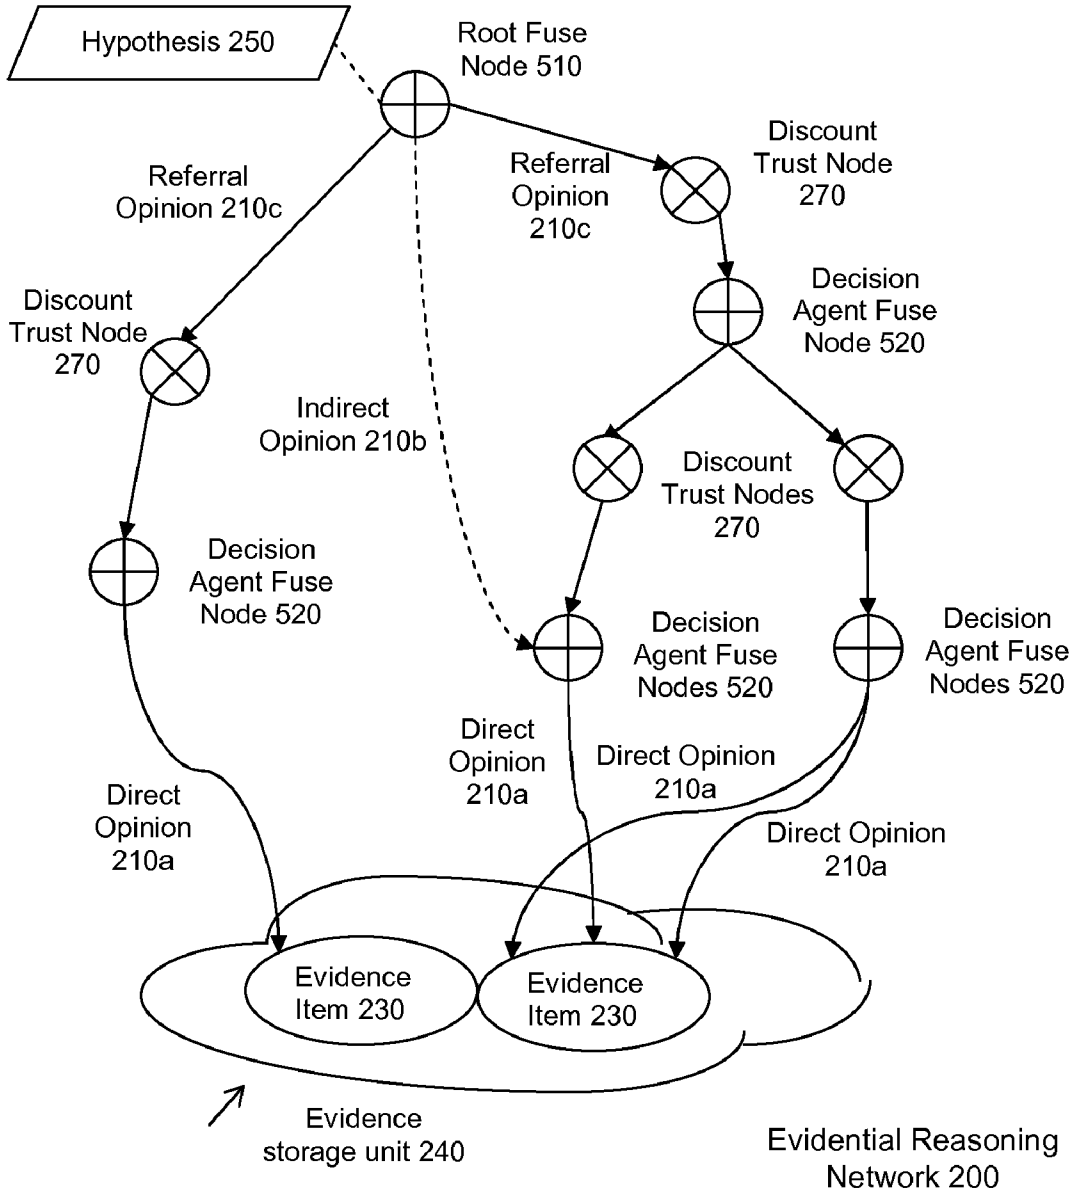 Hypothesis 250
Root Fuse
Node 510
Discount
Trust Node
270
Referral
Opinion 210c
Referral
Opinion
210c
Decision
Agent Fuse
Node 520
Discount
Trust Node
270
Indirect
Opinion 210b
Discount
Trust Nodes
270
Decision
Agent Fuse
Node 520
Decision
Agent Fuse
Nodes 520
Decision
Agent Fuse
Nodes 520
Direct
Opinion
210a
Direct Opinion
210a
Direct
Opinion
210a
Direct Opinion
210a
Evidence
Item 230
Evidence
Item 230
Evidence
storage unit 240
Evidential Reasoning
Network 200